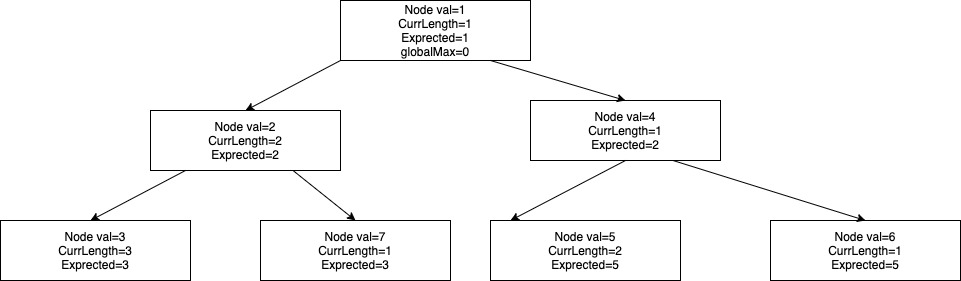 Node val=1
CurrLength=1
Exprected=1
globalMax=0
Node val=2
CurrLength=2
Exprected=2
Node val=4
CurrLength=1
Exprected=2
Node val=3
CurrLength=3
Exprected=3
Node val=7
CurrLength=1
Exprected=3
Node val=5
CurrLength=2
Exprected=5
Node val=6
CurrLength=1
Exprected=5